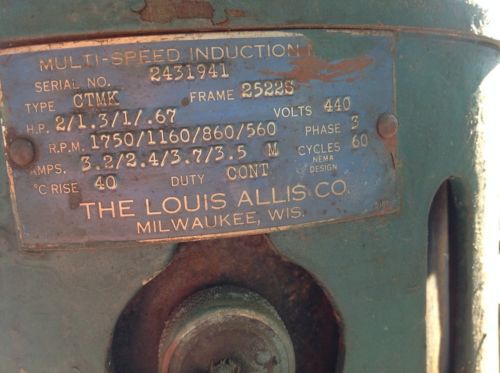 MULTI-SPEED INDUCTION
SERIAL NO. 2431941
TYPE CTMK FRAME 2522S
H.P. 2/1.3/1/.67 VOLTS 440
R.P.M. 1750/1160/860/560 PHASE 3
AMPS. 3.2/2.4/3.7/3.5 M CYCLES 60
°C RISE 40 DUTY CONT NEMA DESIGN
THE LOUIS ALLIS CO.
MILWAUKEE, WIS.